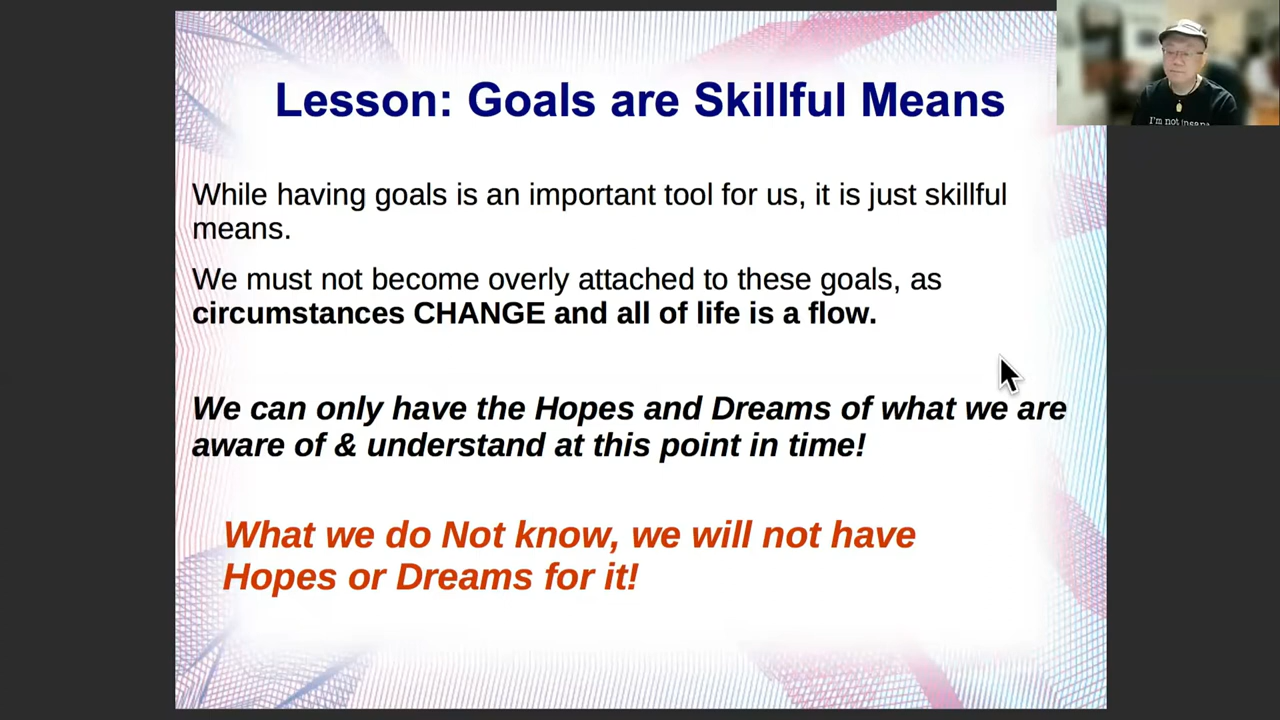 Lesson: Goals are Skillful Means
While having goals is an important tool for us, it is just skillful
means.
We must not become overly attached to these goals, as
circumstances CHANGE and all of life is a flow.
We can only have the Hopes and Dreams of what we are
aware of & understand at this point in time!
What we do Not know, we will not have
Hopes or Dreams for it!
I'm not insane